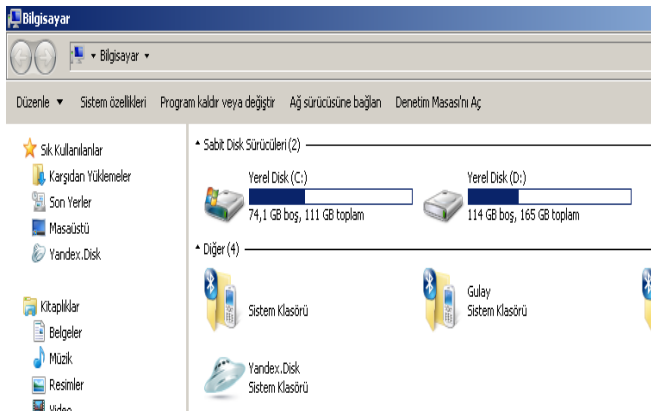 Bilgisayar
Bilgisayar
Düzenle Sistem özellikleri Program kaldır veya değiştir Ağ sürücüsüne bağlan Denetim Masası'nı Aç
Sık Kullanılanlar
Karşıdan Yüklemeler
Son Yerler
Masaüstü
Yandex.Disk
Kitaplıklar
Belgeler
Müzik
Resimler
Video
Sabit Disk Sürücüleri (2)
Yerel Disk (C:)
74,1 GB boş, 111 GB toplam
Yerel Disk (D:)
114 GB boş, 165 GB toplam
Diğer (4)
Sistem Klasörü
Gulay
Sistem Klasörü
Yandex.Disk
Sistem Klasörü